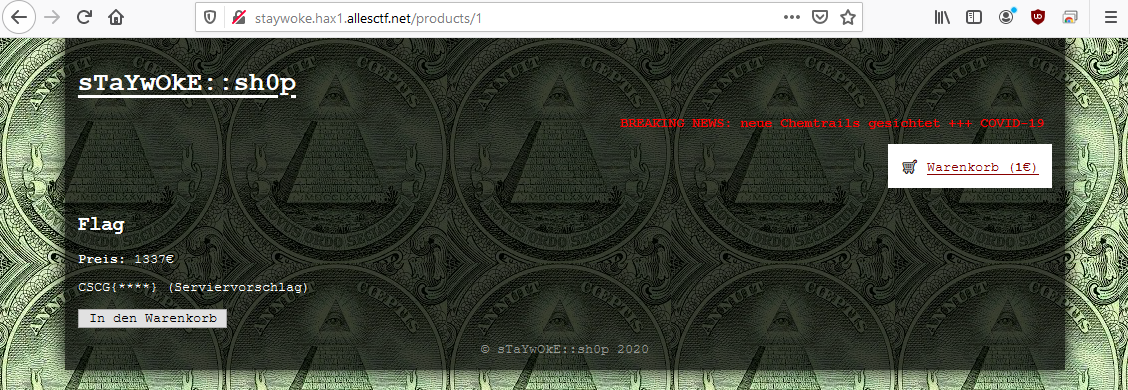 staywoke.hax1.allesctf.net/products/1
sTaYwOkE::sh0p
BREAKING NEWS: neue Chemtrails gesichtet +++ COVID-19
Warenkorb (1€)
Flag
Preis: 1337€
CSCG{****} (Serviervorschlag)
In den Warenkorb
© sTaYwOkE::sh0p 2020